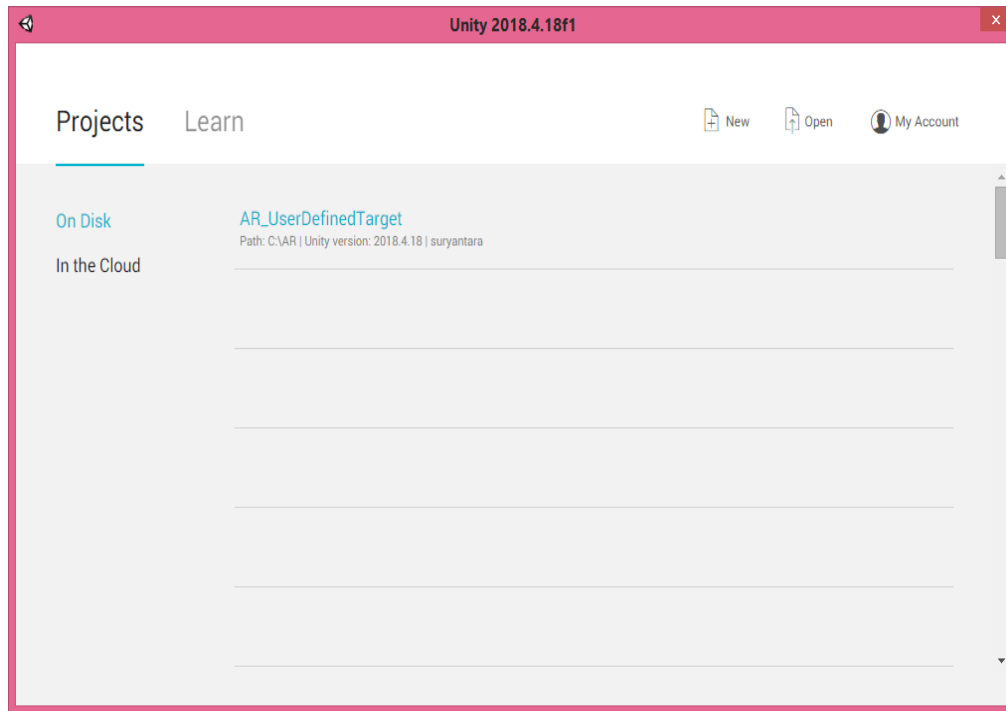 Unity 2018.4.18f1
x
Projects Learn New Open My Account
On Disk
In the Cloud
AR_UserDefinedTarget
Path: C:\AR | Unity version: 2018.4.18 | suryantara